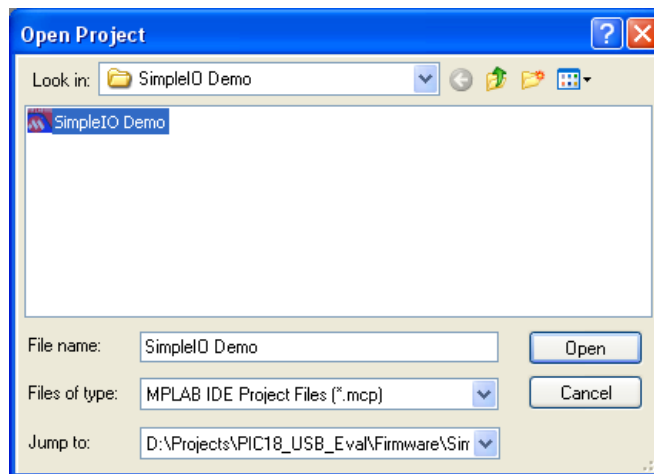 Open Project
Look in: SimpleIO Demo
SimpleIO Demo
File name: SimpleIO Demo Open
Files of type: MPLAB IDE Project Files (*.mcp) Cancel
Jump to: D:\Projects\PIC18_USB_Eval\Firmware\Sim